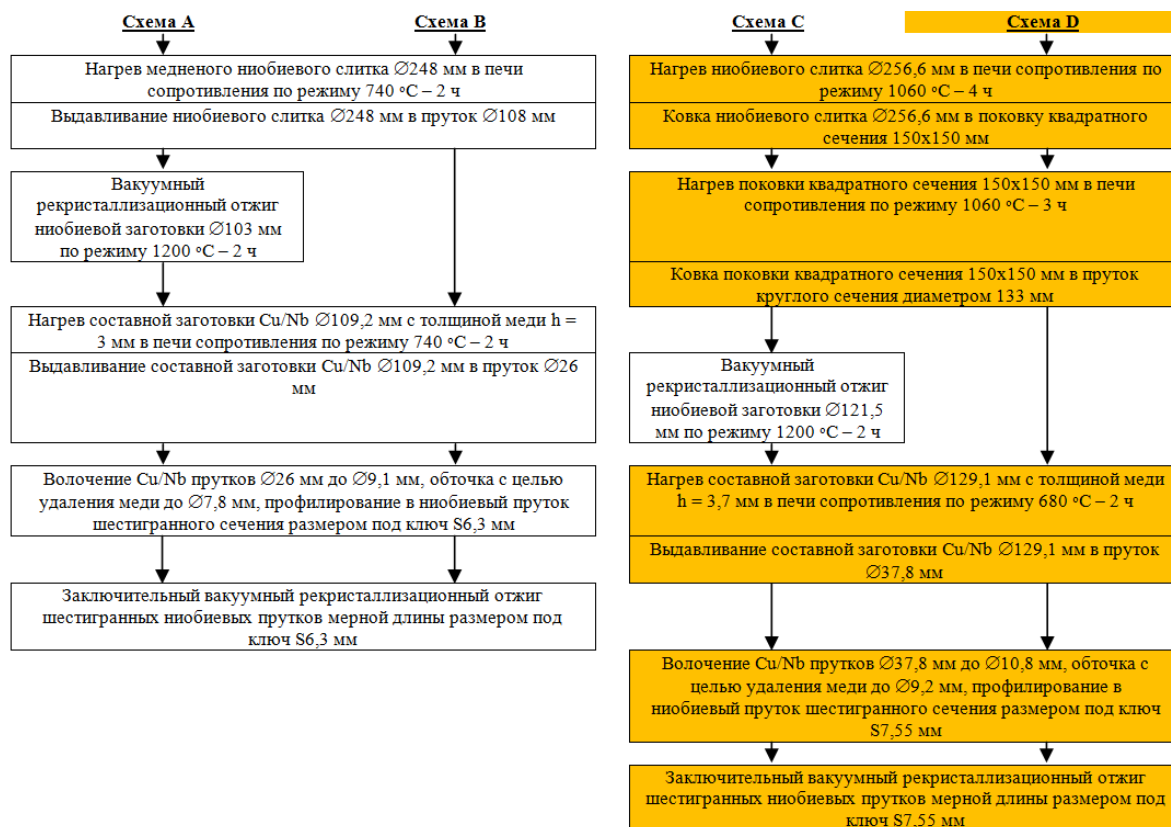 Схема А
Схема В
Нагрев медненого ниобиевого слитка ∅248 мм в печи
сопротивления по режиму 740 °С – 2 ч
Выдавливание ниобиевого слитка ∅248 мм в пруток ∅108 мм
Вакуумный
рекристаллизационный отжиг
ниобиевой заготовки ∅103 мм
по режиму 1200 °С – 2 ч
Нагрев составной заготовки Cu/Nb ∅109,2 мм с толщиной меди h =
3 мм в печи сопротивления по режиму 740 °С – 2 ч
Выдавливание составной заготовки Cu/Nb ∅109,2 мм в пруток ∅26
мм
Волочение Cu/Nb прутков ∅26 мм до ∅9,1 мм, обточка с целью
удаления меди до ∅7,8 мм, профилирование в ниобиевый пруток
шестигранного сечения размером под ключ S6,3 мм
Заключительный вакуумный рекристаллизационный отжиг
шестигранных ниобиевых прутков мерной длины размером под
ключ S6,3 мм
Схема С
Схема D
Нагрев ниобиевого слитка ∅256,6 мм в печи сопротивления по
режиму 1060 °С – 4 ч
Ковка ниобиевого слитка ∅256,6 мм в поковку квадратного
сечения 150х150 мм
Нагрев поковки квадратного сечения 150х150 мм в печи
сопротивления по режиму 1060 °С – 3 ч
Ковка поковки квадратного сечения 150х150 мм в пруток
круглого сечения диаметром 133 мм
Вакуумный
рекристаллизационный отжиг
ниобиевой заготовки ∅121,5
мм по режиму 1200 °С – 2 ч
Нагрев составной заготовки Cu/Nb ∅129,1 мм с толщиной меди
h = 3,7 мм в печи сопротивления по режиму 680 °С – 2 ч
Выдавливание составной заготовки Cu/Nb ∅129,1 мм в пруток
∅37,8 мм
Волочение Cu/Nb прутков ∅37,8 мм до ∅10,8 мм, обточка с
целью удаления меди до ∅9,2 мм, профилирование в
ниобиевый пруток шестигранного сечения размером под ключ
S7,55 мм
Заключительный вакуумный рекристаллизационный отжиг
шестигранных ниобиевых прутков мерной длины размером под
ключ S7,55 мм